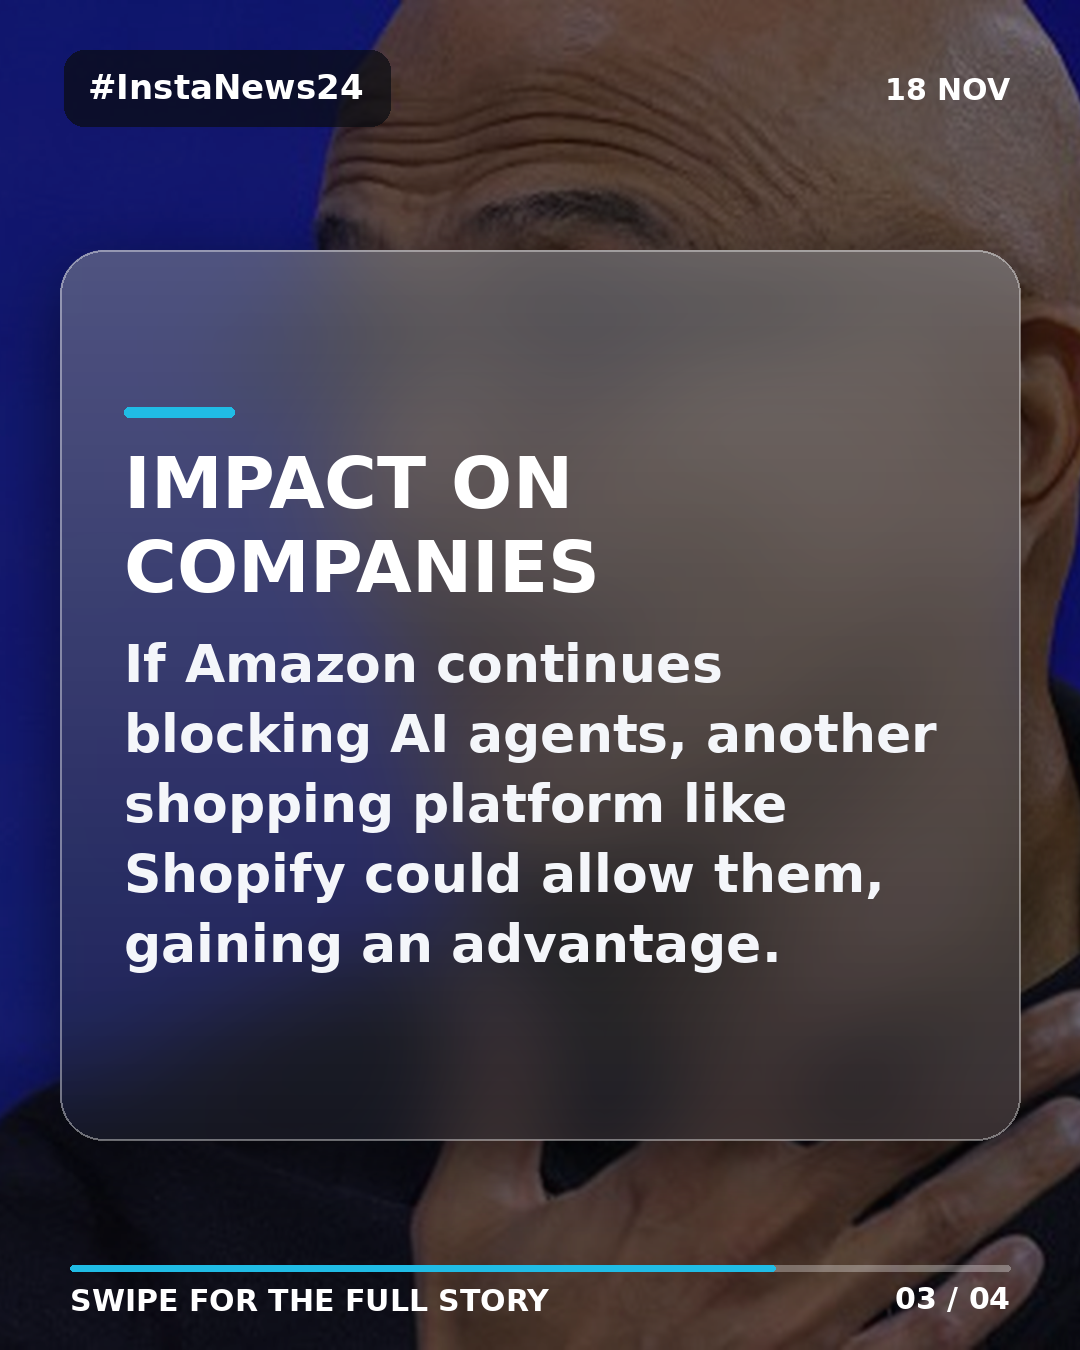 #InstaNews24
18 NOV
IMPACT ON
COMPANIES
If Amazon continues
blocking AI agents, another
shopping platform like
Shopify could allow them,
gaining an advantage.
SWIPE FOR THE FULL STORY
03 / 04